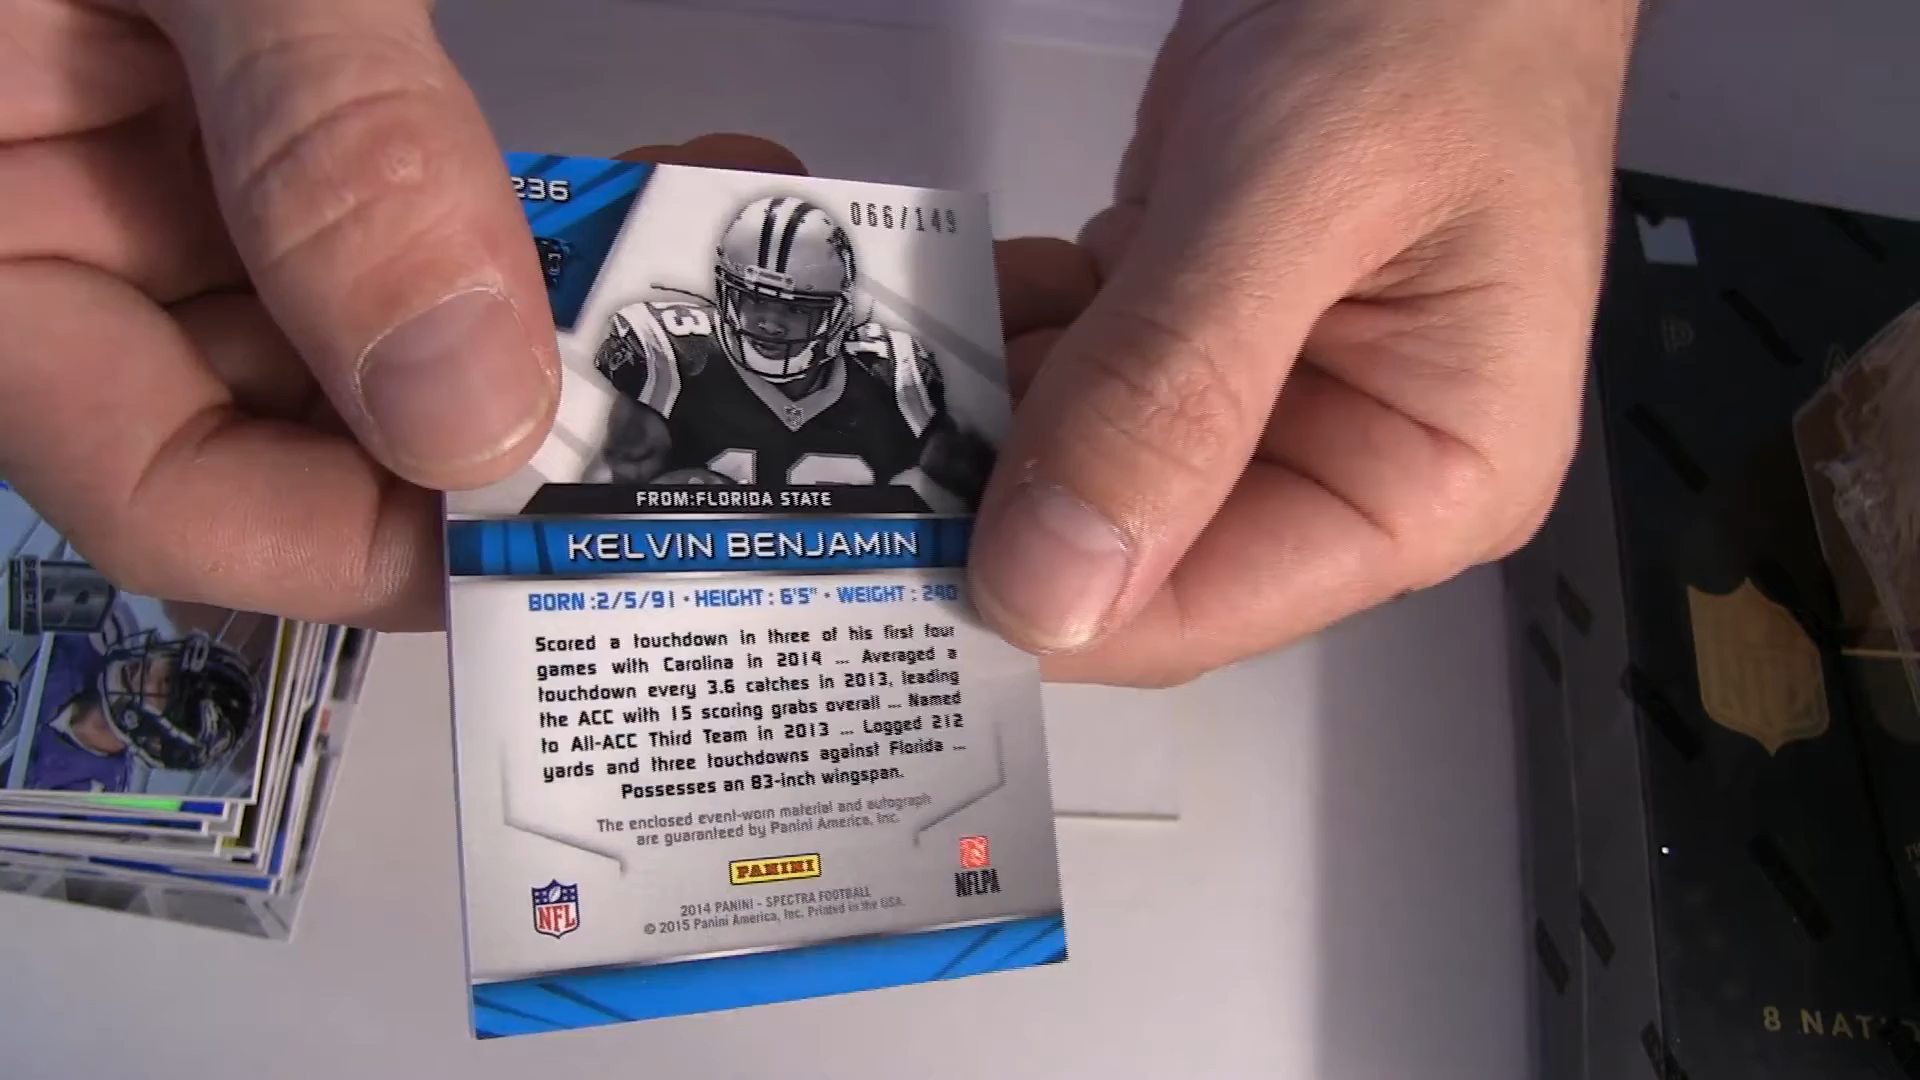 236
066/149
FROM:FLORIDA STATE
KELVIN BENJAMIN
BORN :2/5/91 · HEIGHT : 6'5" · WEIGHT : 240
Scored a touchdown in three of his first four
games with Carolina in 2014 ... Averaged a
touchdown every 3.6 catches in 2013, leading
the ACC with 15 scoring grabs overall ... Named
to All-ACC Third Team in 2013 ... Logged 212
yards and three touchdowns against Florida ...
Possesses an 83-inch wingspan.
The enclosed event-worn material and autograph
are guaranteed by Panini America, Inc.
PANINI
NFL
NFLPA
2014 PANINI - SPECTRA FOOTBALL
© 2015 Panini America, Inc. Printed in the USA.
8 NAT